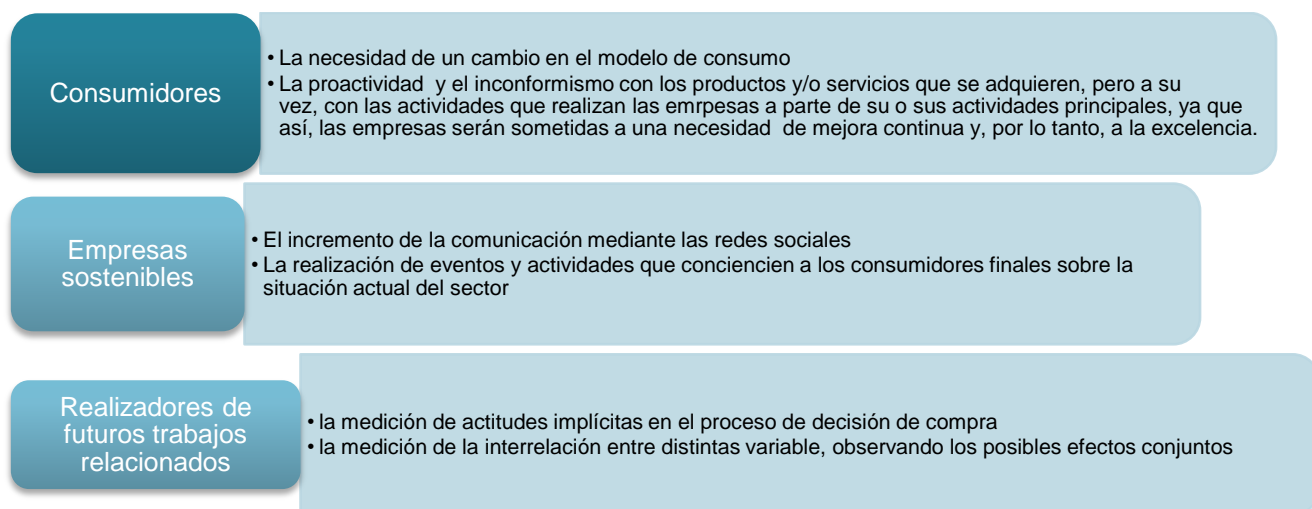 Consumidores
• La necesidad de un cambio en el modelo de consumo
• La proactividad y el inconformismo con los productos y/o servicios que se adquieren, pero a su
vez, con las actividades que realizan las emrpesas a parte de su o sus actividades principales, ya que
así, las empresas serán sometidas a una necesidad de mejora continua y, por lo tanto, a la excelencia.
Empresas
sostenibles
• El incremento de la comunicación mediante las redes sociales
• La realización de eventos y actividades que conciencien a los consumidores finales sobre la
situación actual del sector
Realizadores de
futuros trabajos
relacionados
• la medición de actitudes implícitas en el proceso de decisión de compra
• la medición de la interrelación entre distintas variable, observando los posibles efectos conjuntos